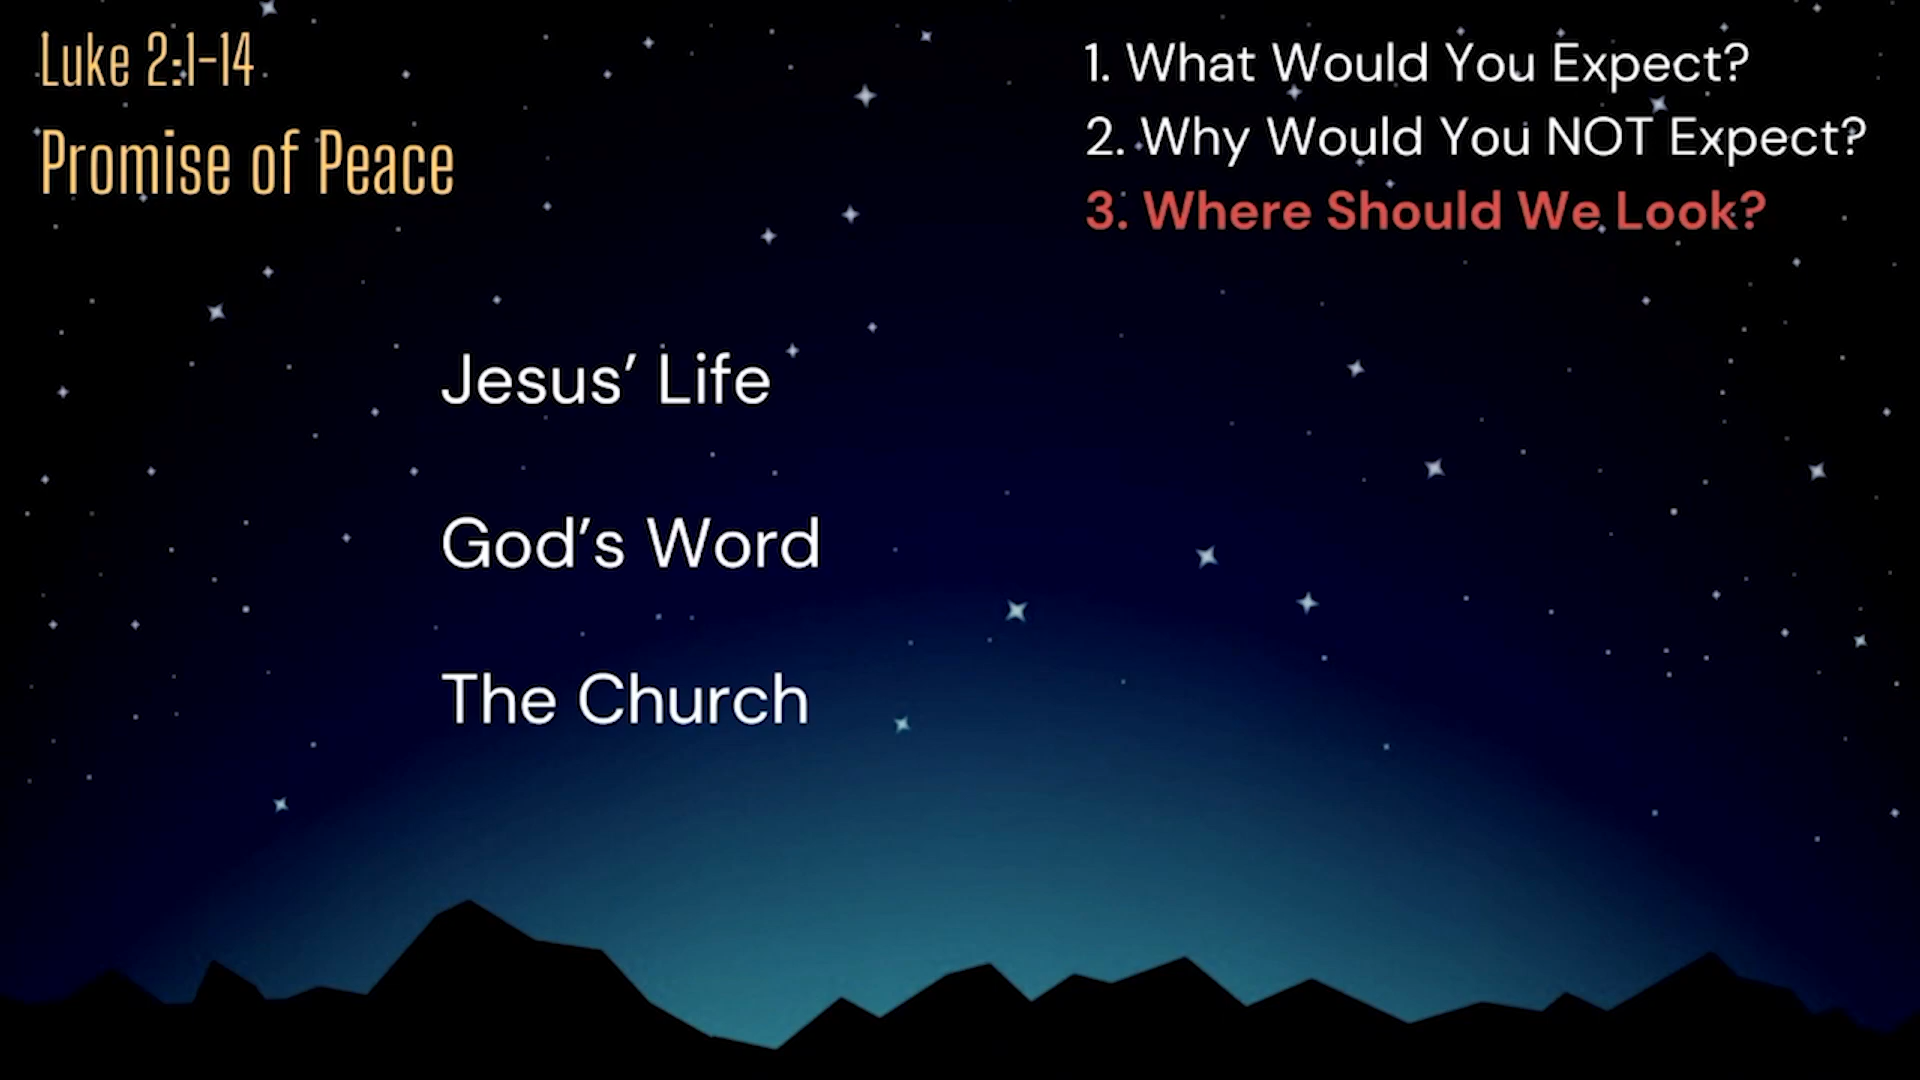 Luke 2:1-14
Promise of Peace
1. What Would You Expect?
2. Why Would You NOT Expect?
3. Where Should We Look?
Jesus’ Life
God’s Word
The Church